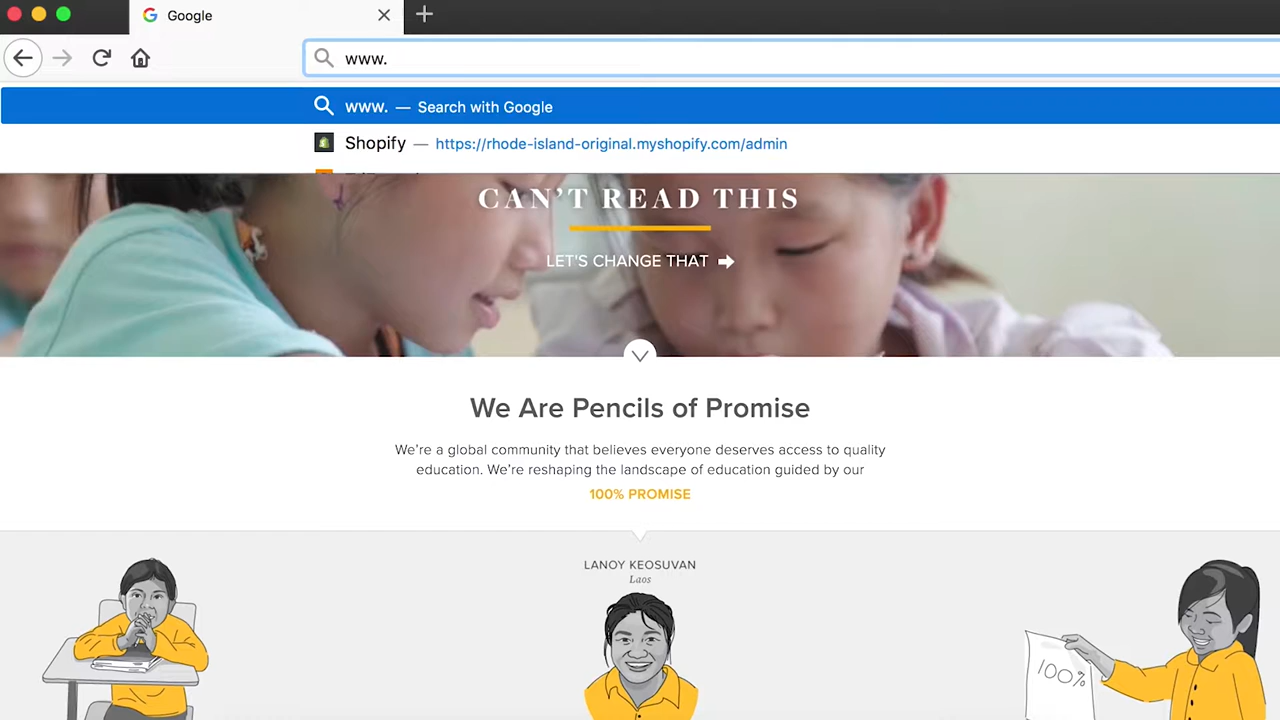 Google
www.
www. — Search with Google
Shopify — https://rhode-island-original.myshopify.com/admin
CAN'T READ THIS
LET'S CHANGE THAT
We Are Pencils of Promise
We're a global community that believes everyone deserves access to quality
education. We're reshaping the landscape of education guided by our
100% PROMISE
LANOY KEOSUVAN
Laos
100%